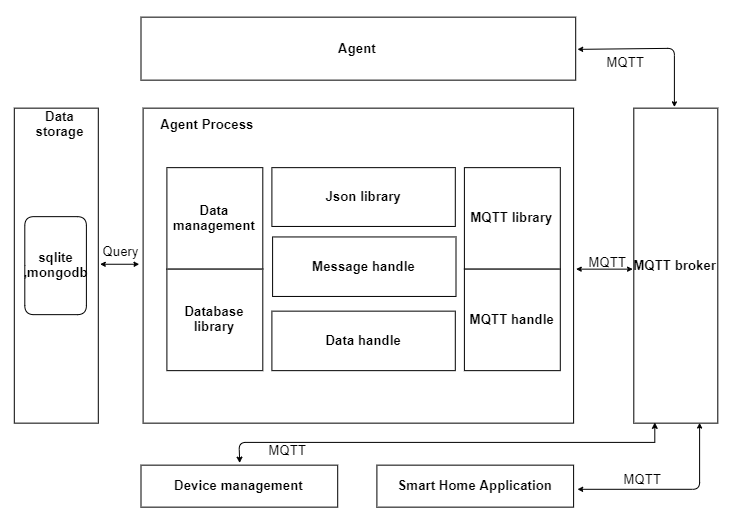 Agent
MQTT
Data
storage
Agent Process
Json library
Data
management
MQTT library
sqlite
,mongodb
Query
Message handle
MQTT
MQTT broker
Database
library
MQTT handle
Data handle
MQTT
Device management
Smart Home Application
MQTT